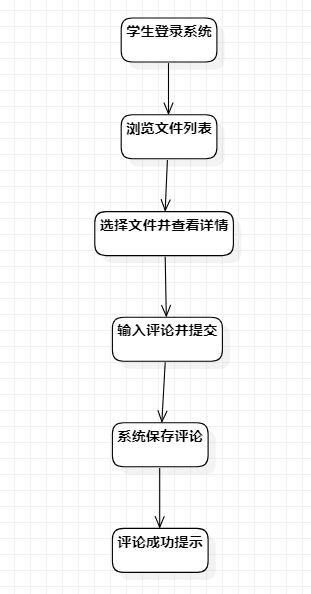 学生登录系统
浏览文件列表
选择文件并查看详情
输入评论并提交
系统保存评论
评论成功提示